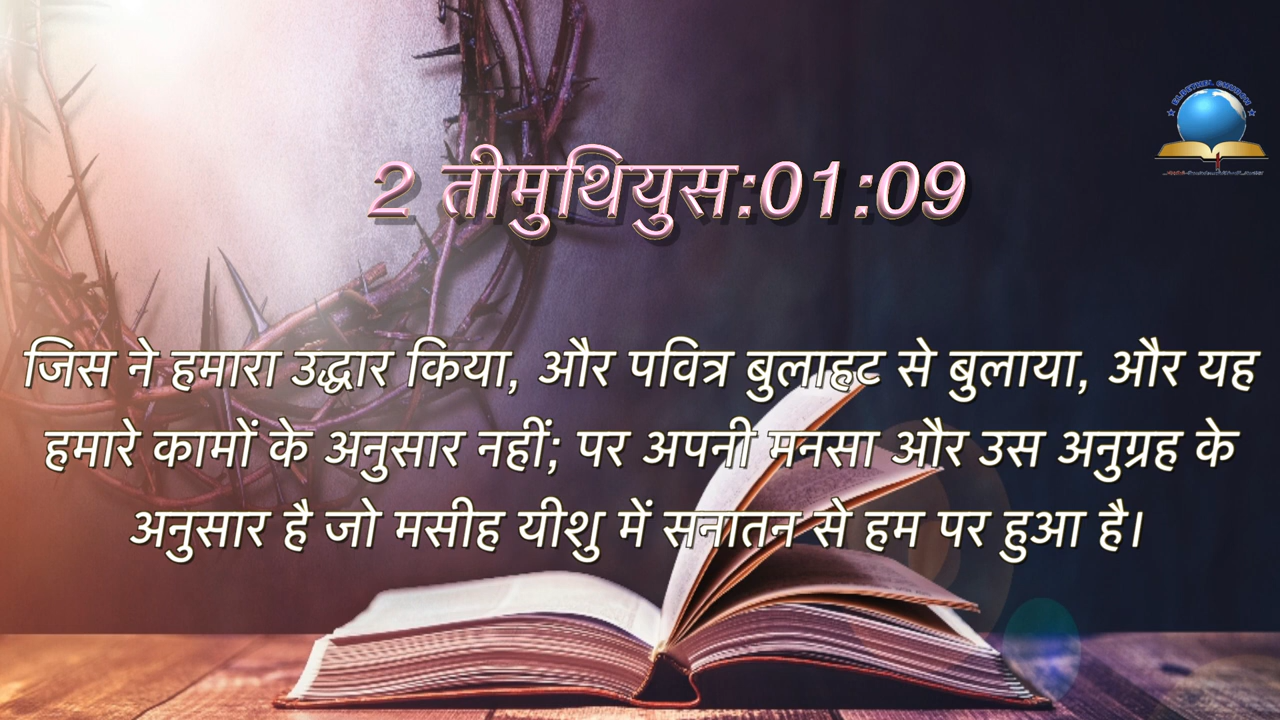 2 तीमुथियुस:01:09
जिस ने हमारा उद्धार किया, और पवित्र बुलाहट से बुलाया, और यह
हमारे कामों के अनुसार नहीं; पर अपनी मनसा और उस अनुग्रह के
अनुसार है जो मसीह यीशु में सनातन से हम पर हुआ है।